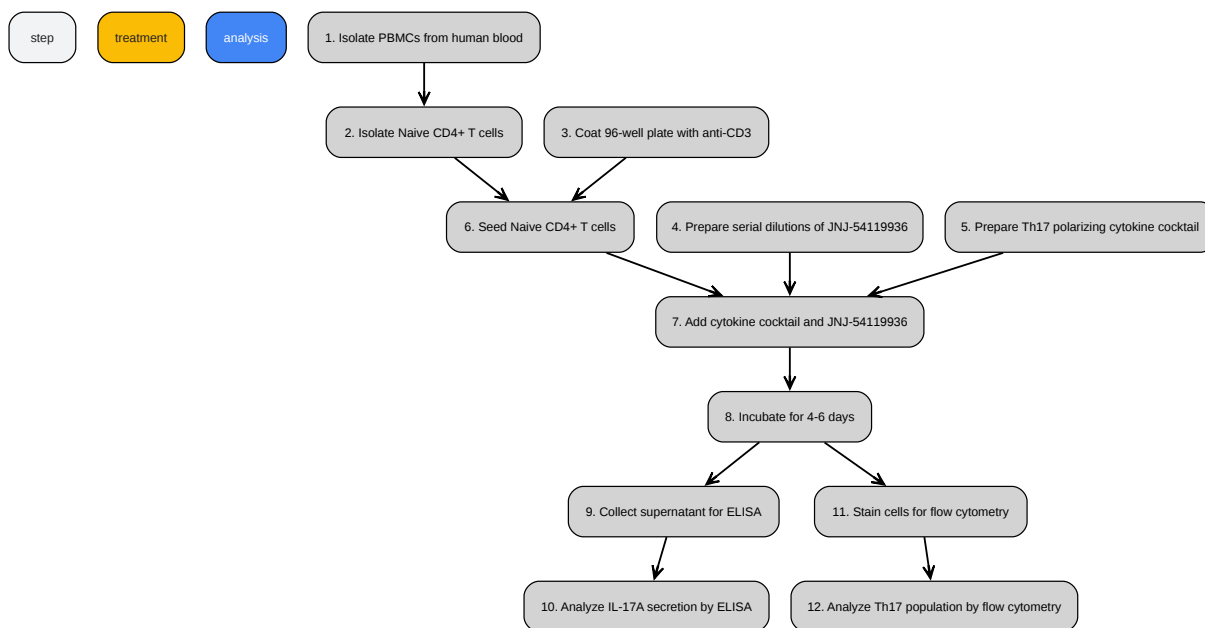 step
treatment
analysis
1. Isolate PBMCs from human blood
2. Isolate Naive CD4+ T cells
3. Coat 96-well plate with anti-CD3
6. Seed Naive CD4+ T cells
4. Prepare serial dilutions of JNJ-54119936
5. Prepare Th17 polarizing cytokine cocktail
7. Add cytokine cocktail and JNJ-54119936
8. Incubate for 4-6 days
9. Collect supernatant for ELISA
11. Stain cells for flow cytometry
10. Analyze IL-17A secretion by ELISA
12. Analyze Th17 population by flow cytometry